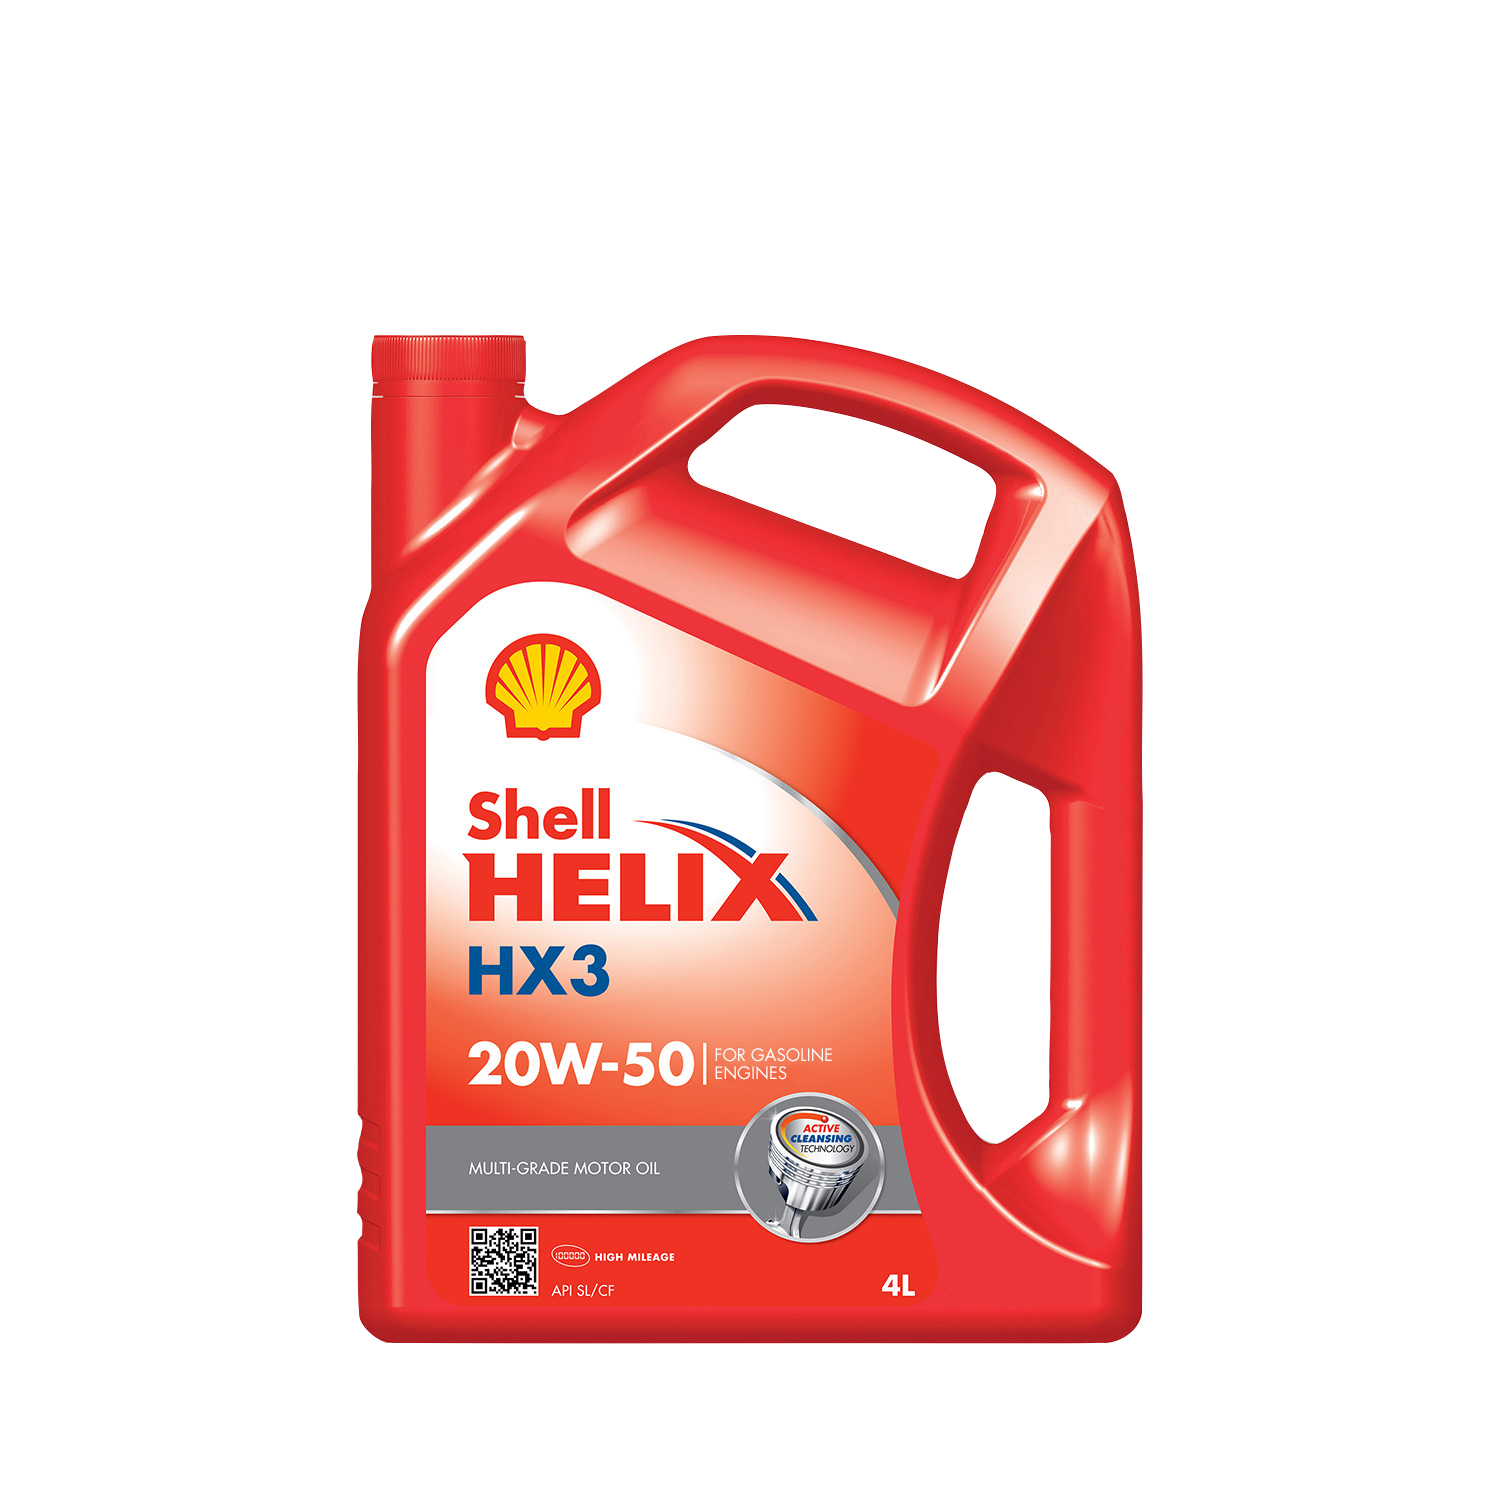 Shell
HELIX
HX3
20W-50
FOR GASOLINE
ENGINES
ACTIVE
CLEANSING
TECHNOLOGY
MULTI-GRADE MOTOR OIL
100000 HIGH MILEAGE
API SL/CF
4L